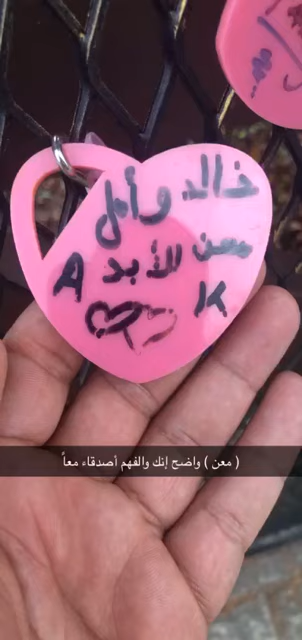 خالد وأمل
معن للأبد
A K
( معن ) واضح إنك والفهم أصدقاء معاً